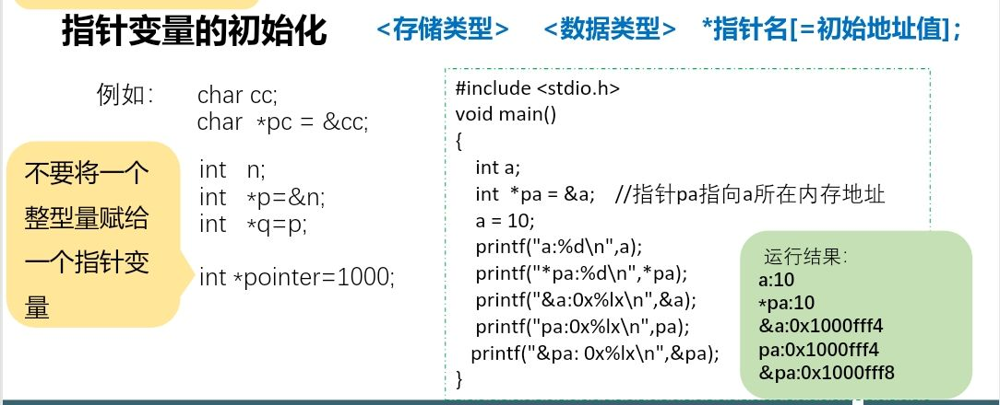 指针变量的初始化
<存储类型> <数据类型> *指针名[=初始地址值];
例如： char cc;
char *pc = &cc;
int n;
int *p=&n;
int *q=p;
int *pointer=1000;
不要将一个
整型量赋给
一个指针变
量
#include <stdio.h>
void main()
{
int a;
int *pa = &a; //指针pa指向a所在内存地址
a = 10;
printf("a:%d\n",a);
printf("*pa:%d\n",*pa);
printf("&a:0x%lx\n",&a);
printf("pa:0x%lx\n",pa);
printf("&pa: 0x%lx\n",&pa);
}
运行结果：
a:10
*pa:10
&a:0x1000fff4
pa:0x1000fff4
&pa:0x1000fff8